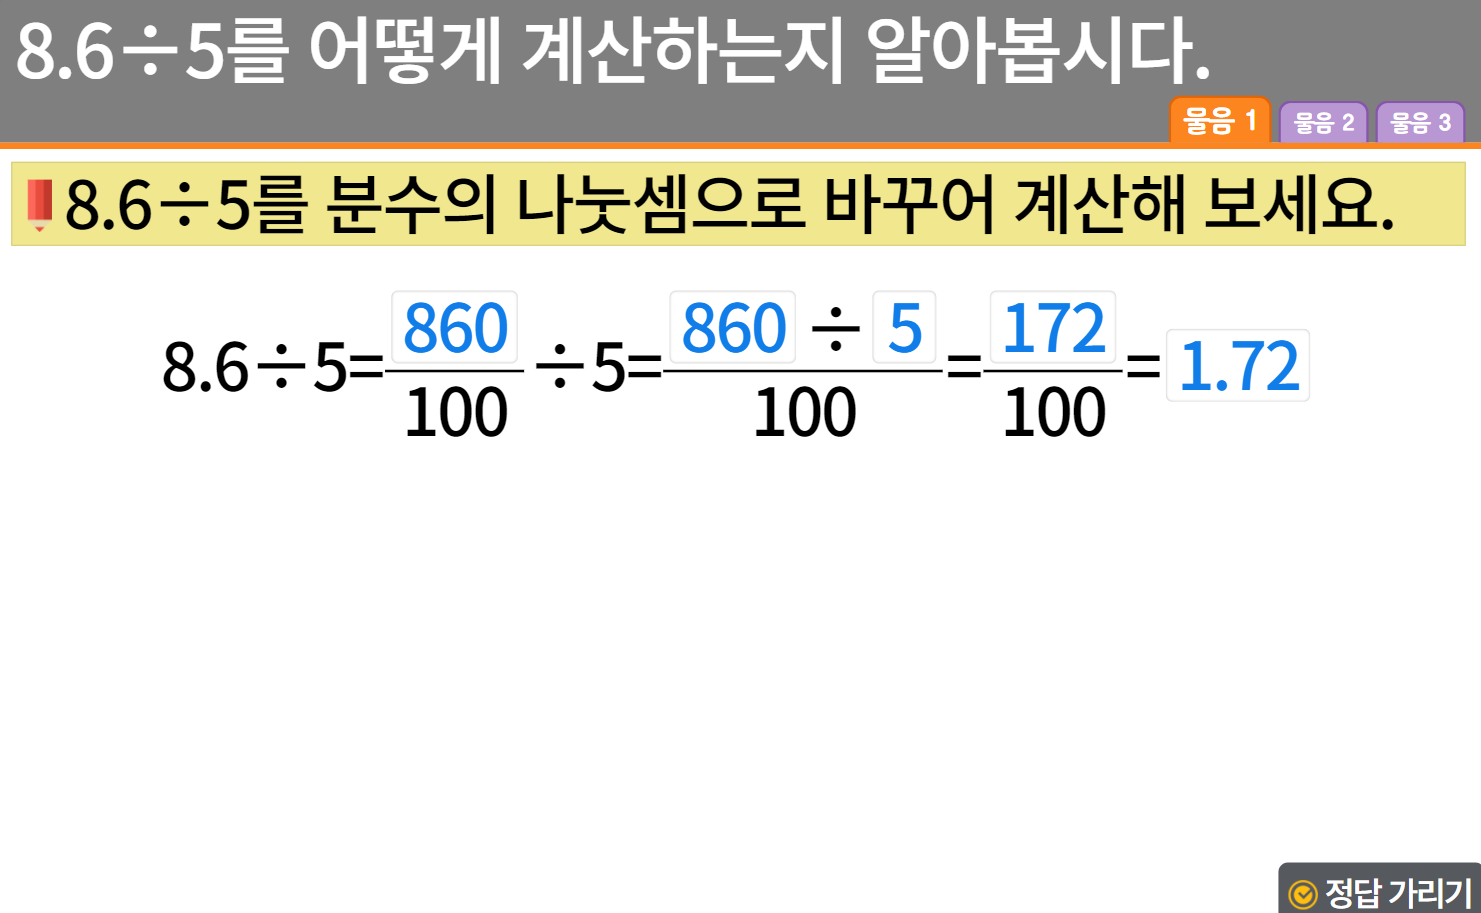 8.6÷5를 어떻게 계산하는지 알아봅시다.
물음 1 물음 2 물음 3
8.6÷5를 분수의 나눗셈으로 바꾸어 계산해 보세요.
8.6÷5=860/100÷5=860÷5/100=172/100=1.72
정답 가리기